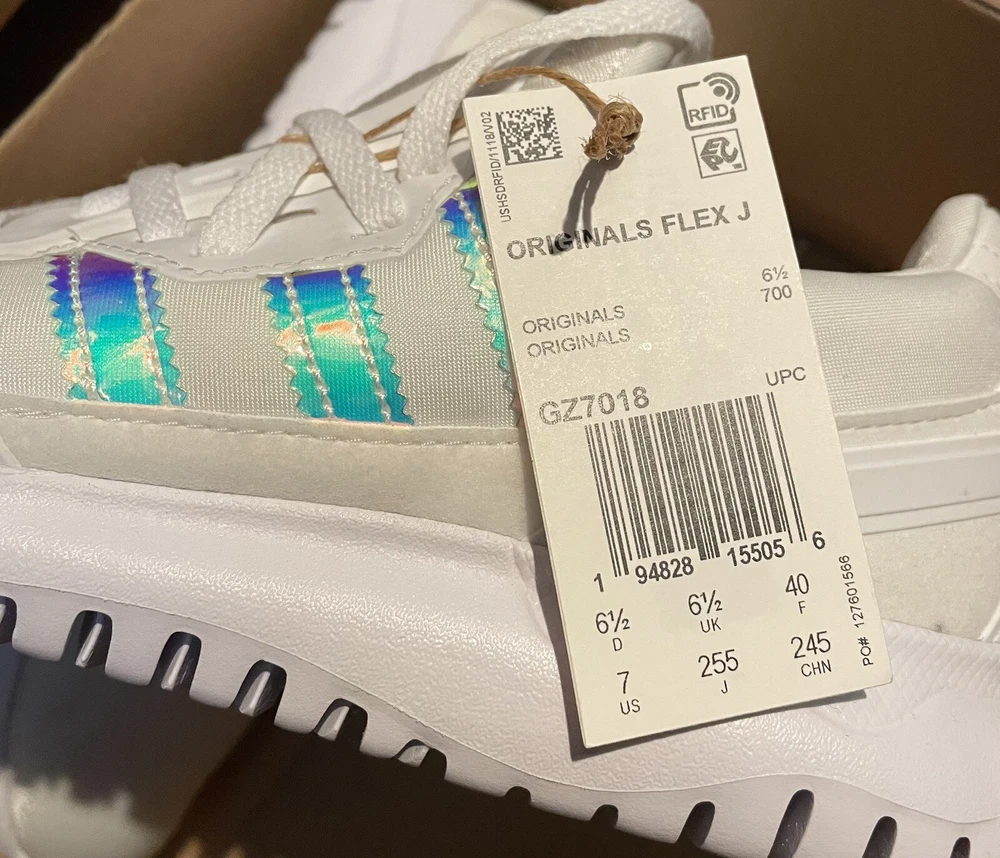 USHSDRFID/1118/V02
RFID
EPC
ORIGINALS FLEX J
6½
700
ORIGINALS
ORIGINALS
UPC
GZ7018
1 94828 15505 6
6½ 6½ 40
D UK F
7 255 245
US J CHN
PO# 127601566